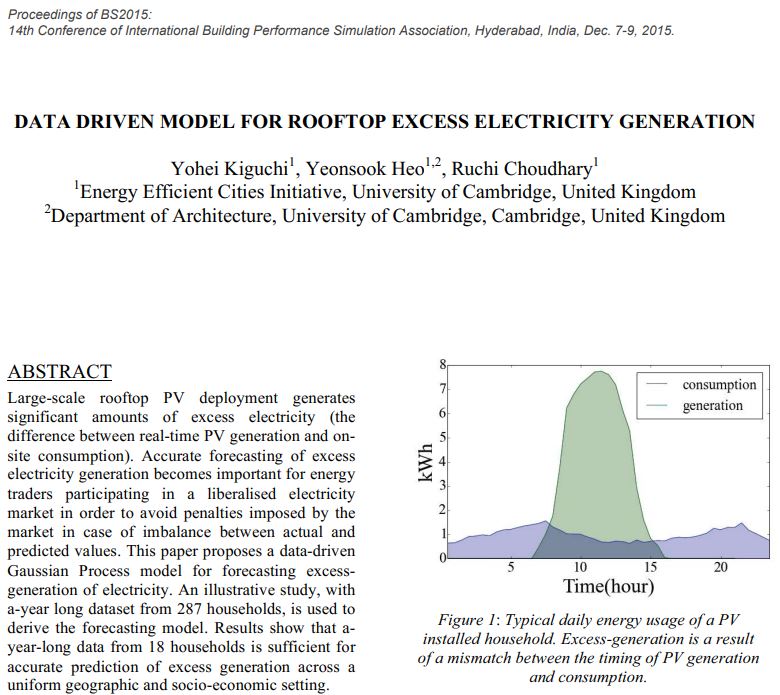 Proceedings of BS2015:
14th Conference of International Building Performance Simulation Association, Hyderabad, India, Dec. 7-9, 2015.
DATA DRIVEN MODEL FOR ROOFTOP EXCESS ELECTRICITY GENERATION
Yohei Kiguchi1, Yeonsook Heo1,2, Ruchi Choudhary1
1Energy Efficient Cities Initiative, University of Cambridge, United Kingdom
2Department of Architecture, University of Cambridge, Cambridge, United Kingdom
ABSTRACT
Large-scale rooftop PV deployment generates
significant amounts of excess electricity (the
difference between real-time PV generation and on-
site consumption). Accurate forecasting of excess
electricity generation becomes important for energy
traders participating in a liberalised electricity
market in order to avoid penalties imposed by the
market in case of imbalance between actual and
predicted values. This paper proposes a data-driven
Gaussian Process model for forecasting excess-
generation of electricity. An illustrative study, with
a-year long dataset from 287 households, is used to
derive the forecasting model. Results show that a-
year-long data from 18 households is sufficient for
accurate prediction of excess generation across a
uniform geographic and socio-economic setting.
8
7
6
5
4
3
2
1
0
kWh
consumption
generation
5 10 15 20
Time(hour)
Figure 1: Typical daily energy usage of a PV
installed household. Excess-generation is a result
of a mismatch between the timing of PV generation
and consumption.